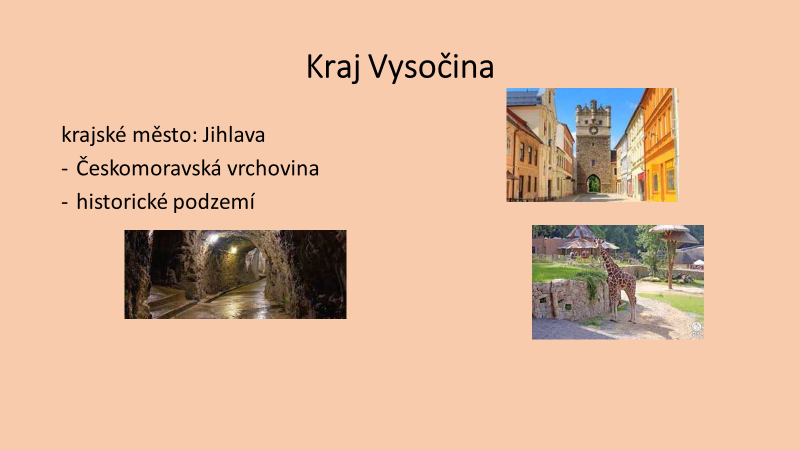 Kraj Vysočina
krajské město: Jihlava
- Českomoravská vrchovina
- historické podzemí